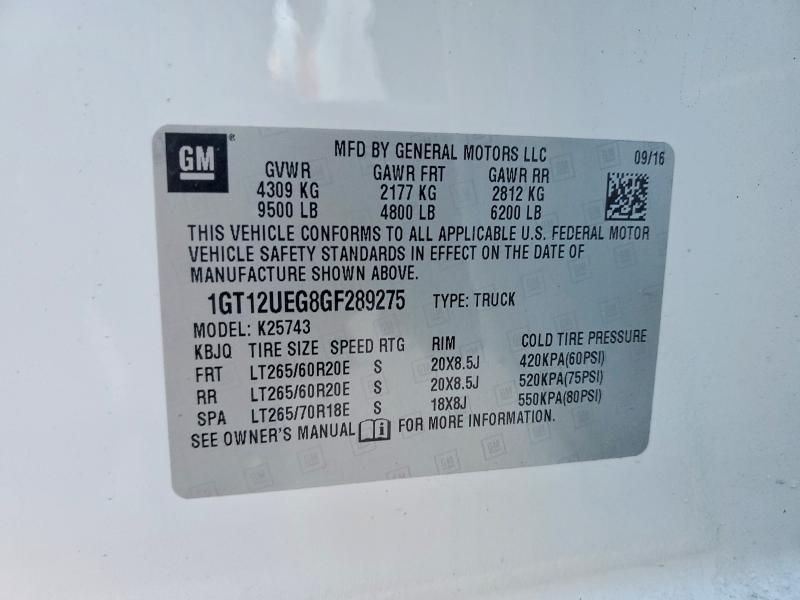 GM ® MFD BY GENERAL MOTORS LLC 09/16
GVWR GAWR FRT GAWR RR
4309 KG 2177 KG 2812 KG
9500 LB 4800 LB 6200 LB
THIS VEHICLE CONFORMS TO ALL APPLICABLE U.S. FEDERAL MOTOR
VEHICLE SAFETY STANDARDS IN EFFECT ON THE DATE OF
MANUFACTURE SHOWN ABOVE.
1GT12UEG8GF289275 TYPE: TRUCK
MODEL: K25743
KBJQ TIRE SIZE SPEED RTG RIM COLD TIRE PRESSURE
FRT LT265/60R20E S 20X8.5J 420KPA(60PSI)
RR LT265/60R20E S 20X8.5J 520KPA(75PSI)
SPA LT265/70R18E S 18X8J 550KPA(80PSI)
SEE OWNER'S MANUAL i FOR MORE INFORMATION.